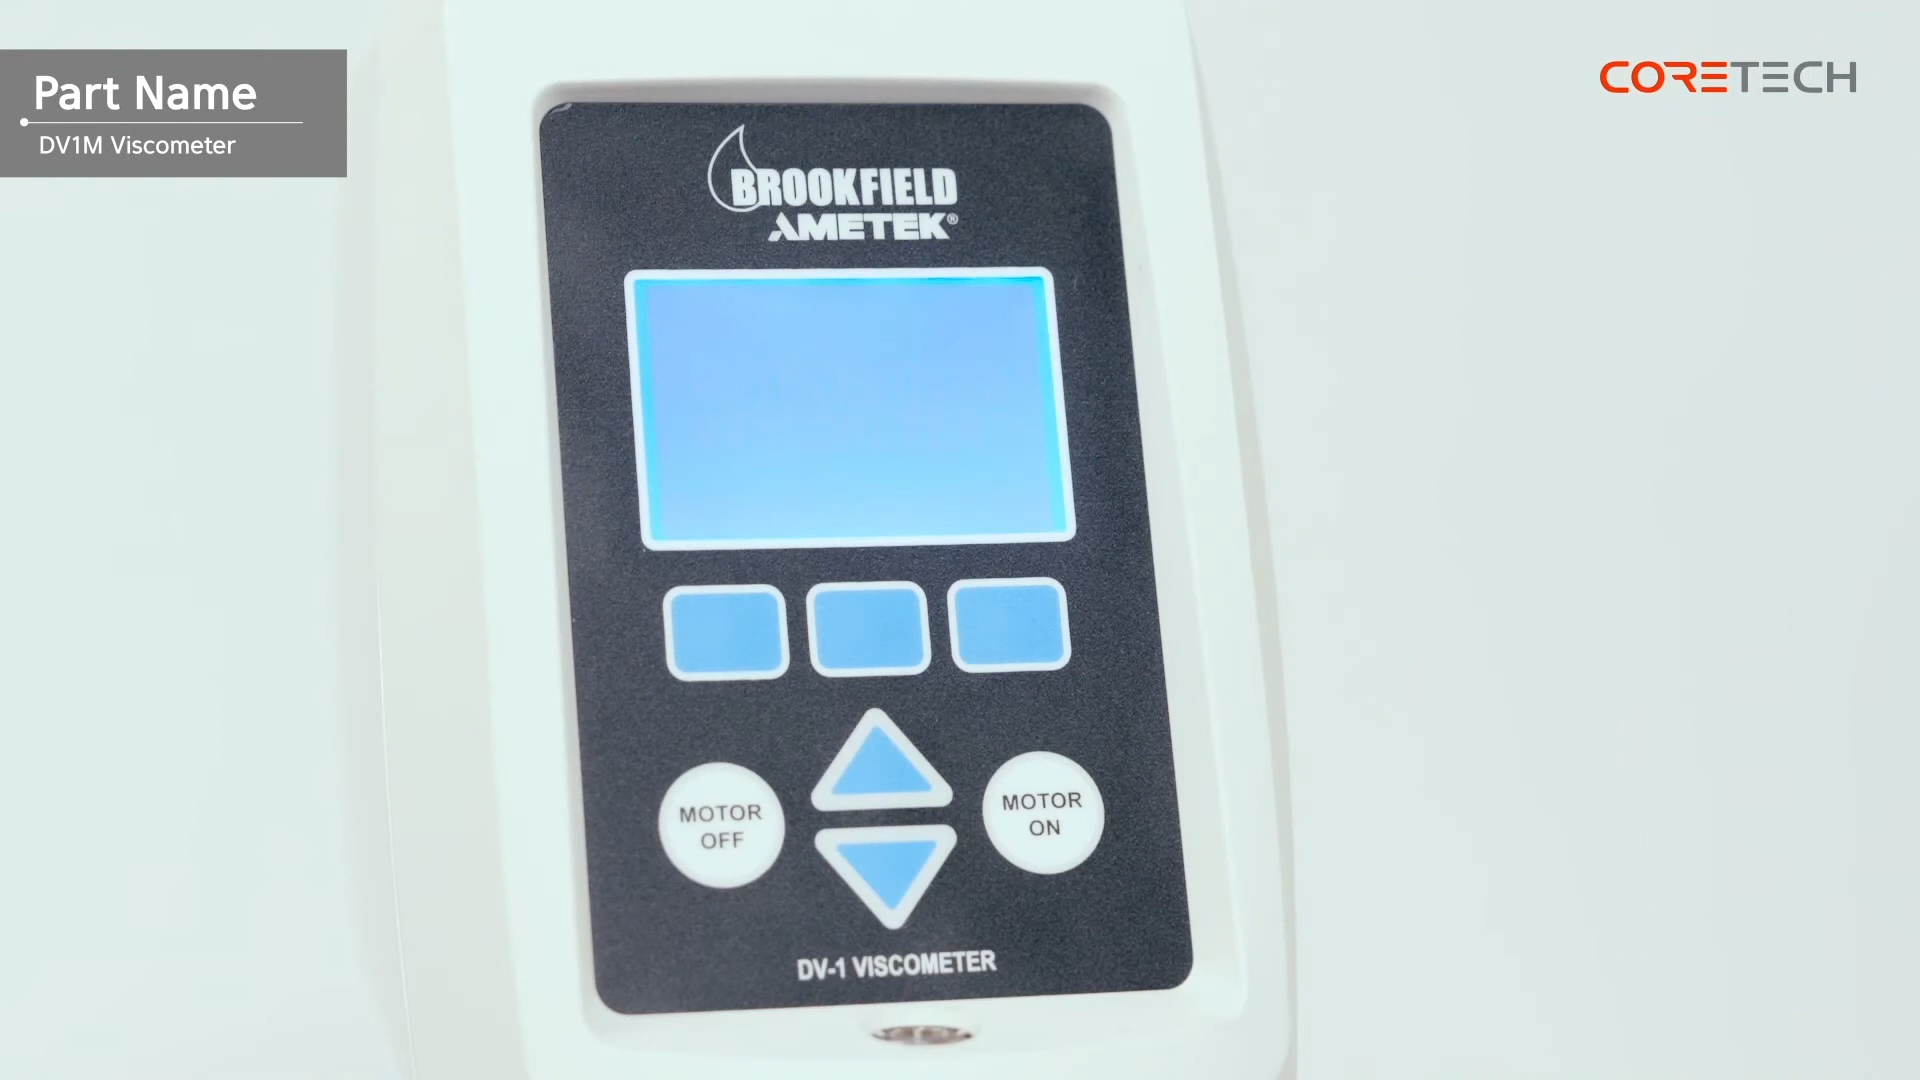 Part Name
DV1M Viscometer
CORETECH
BROOKFIELD
AMETEK®
MOTOR
OFF
MOTOR
ON
DV-1 VISCOMETER